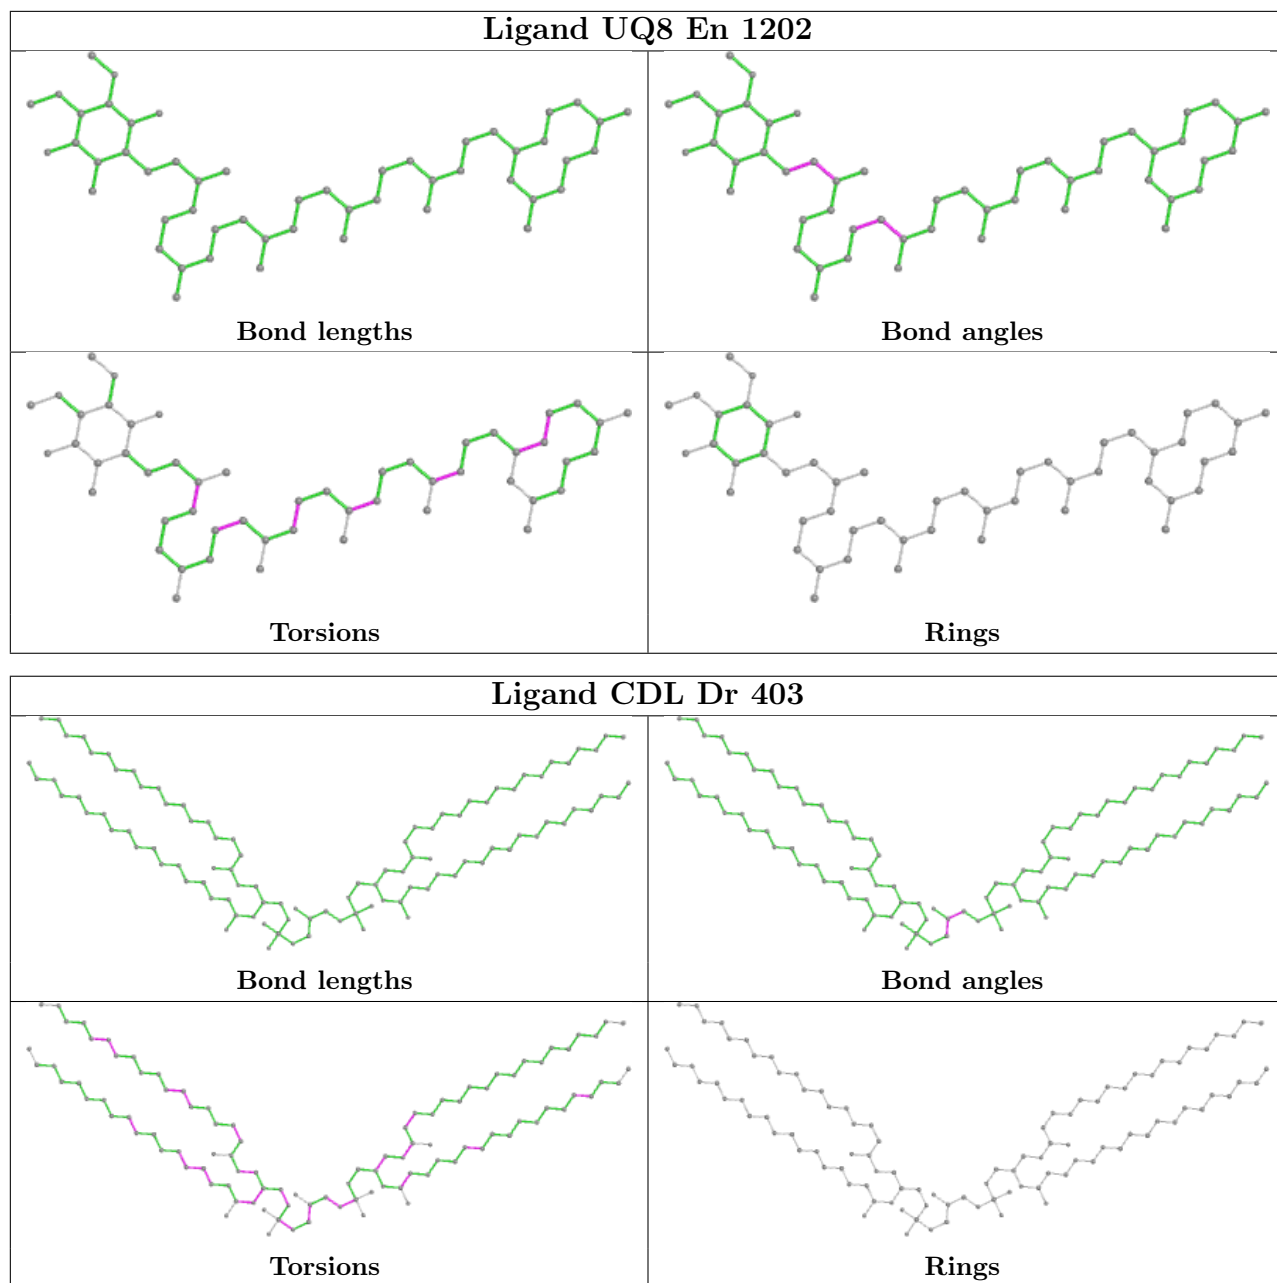 Ligand UQ8 En 1202
Bond lengths
Bond angles
Torsions
Rings
Ligand CDL Dr 403
Bond lengths
Bond angles
Torsions
Rings